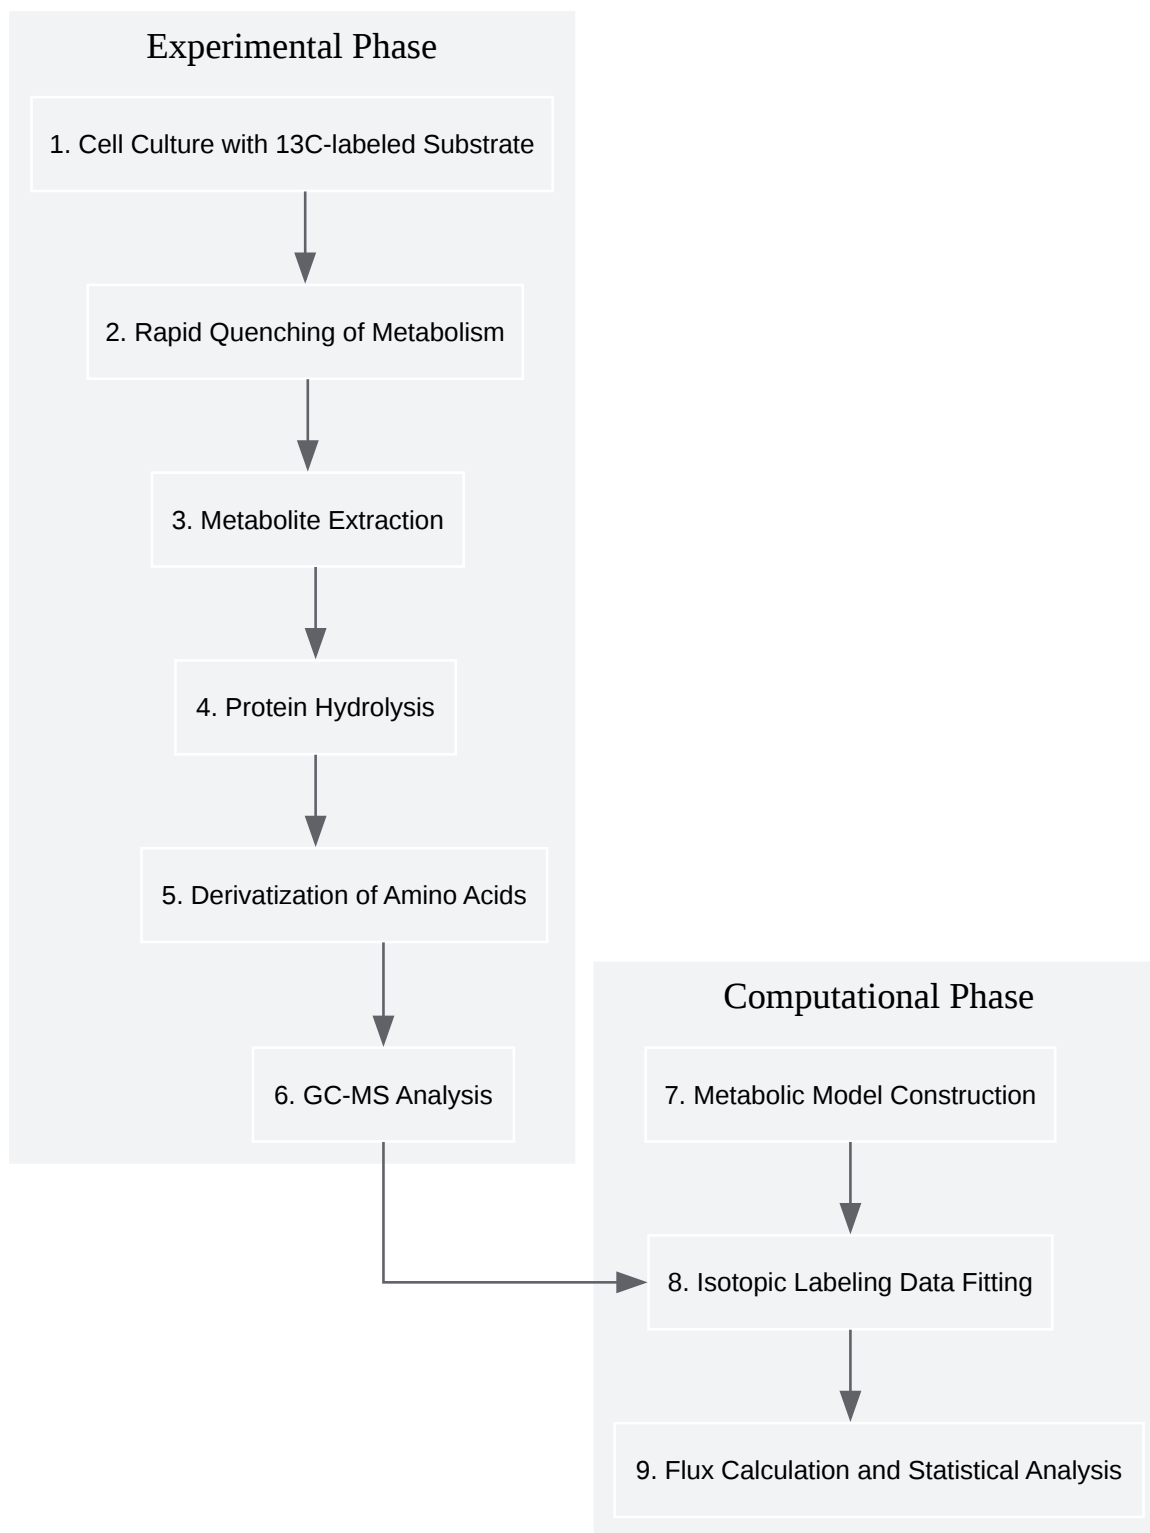 Experimental Phase
1. Cell Culture with 13C-labeled Substrate
2. Rapid Quenching of Metabolism
3. Metabolite Extraction
4. Protein Hydrolysis
5. Derivatization of Amino Acids
6. GC-MS Analysis
Computational Phase
7. Metabolic Model Construction
8. Isotopic Labeling Data Fitting
9. Flux Calculation and Statistical Analysis